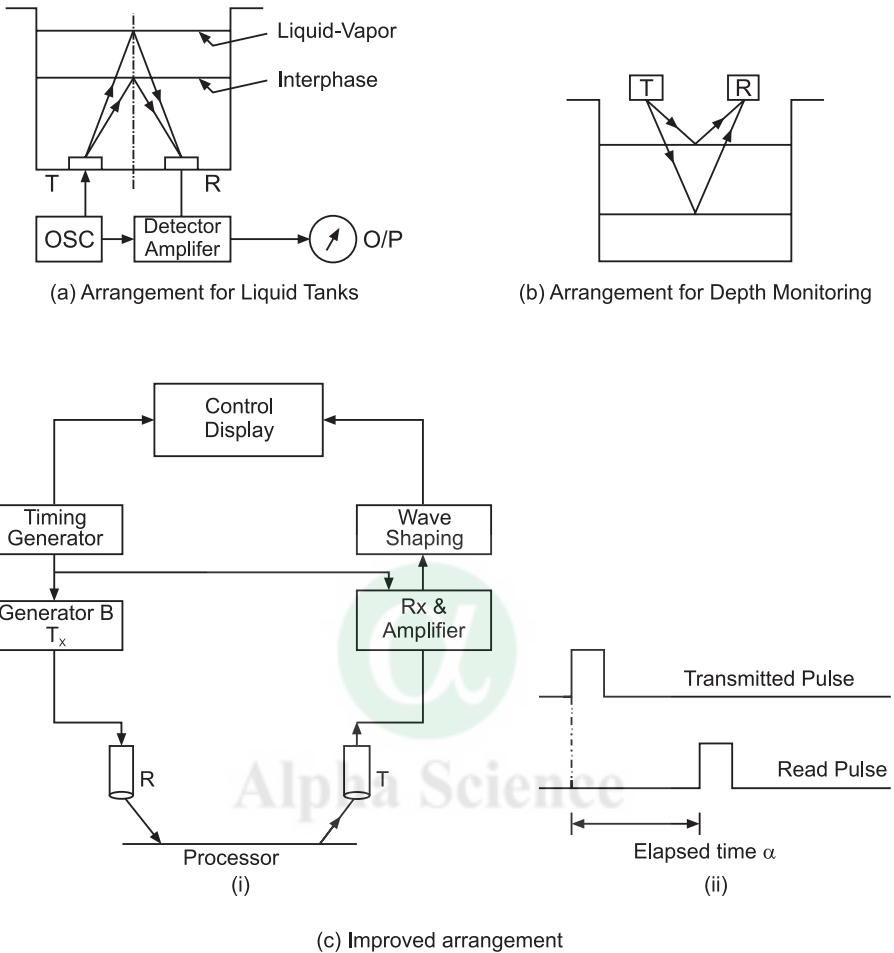 Liquid-Vapor
Interphase
T
R
OSC
Detector
Amplifer
O/P
(a) Arrangement for Liquid Tanks
T
R
(b) Arrangement for Depth Monitoring
Control
Display
Timing
Generator
Wave
Shaping
Generator B
Tx
Rx &
Amplifier
α
R
T
Alpha Science
Processor
(i)
Transmitted Pulse
Read Pulse
Elapsed time α
(ii)
(c) Improved arrangement